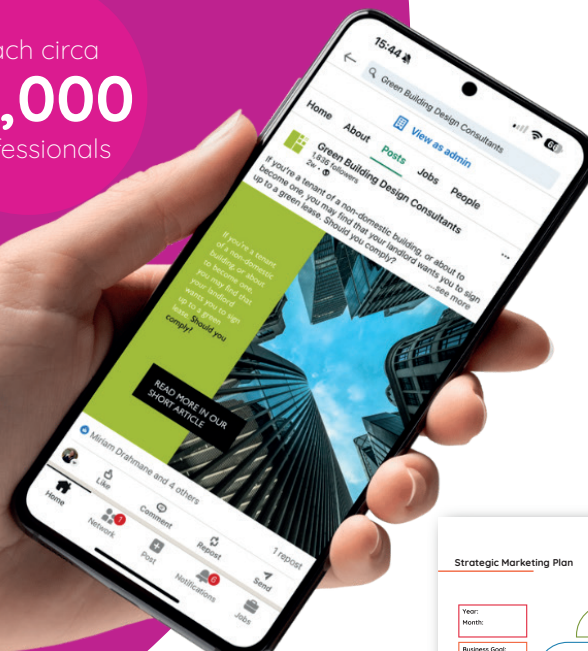 ach circa
,000
fessionals
15:44
Green Building Design Consultants
View as admin
Home About Posts Jobs People
Green Building Design Consultants
1,836 followers
2w
If you're a tenant of a non-domestic building, or about to
become one, you may find that your landlord wants you to sign
up to a green lease. Should you comply?
...see more
If you're a tenant
of a non-domestic
building, or about
to become one,
you may find that
your landlord
wants you to sign
up to a green
lease. Should you
comply?
READ MORE IN OUR
SHORT ARTICLE
Miriam Drahmane and 4 others
1 repost
Like Comment Repost Send
Home Network Post Notifications Jobs
1
6
Strategic Marketing Plan
Year:
Month:
Business Goal: